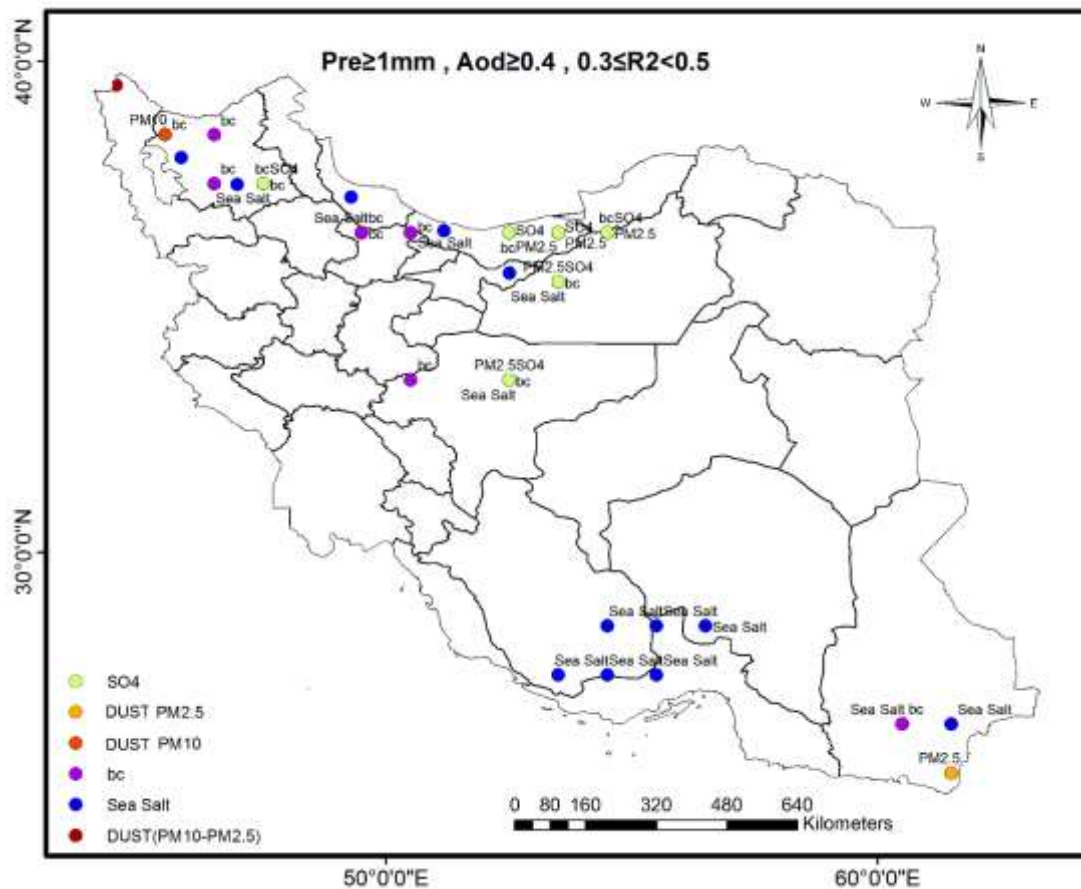 Pre≥1mm , Aod≥0.4 , 0.3≤R2<0.5
40°0'0"N
30°0'0"N
N
W
E
S
PM10
bc
bc
bc
bcSO4
bc
Sea Salt
Sea Saltbc
bc
bc
Sea Salt
SO4
bcPM2.5
SO4
PM2.5
bcSO4
PM2.5
PM2.5SO4
bc
Sea Salt
bc
PM2.5SO4
bc
Sea Salt
Sea Salt
Sea Salt
Sea Salt
Sea Salt
Sea Salt
Sea Salt
Sea Salt bc
Sea Salt
PM2.5
SO4
DUST PM2.5
DUST PM10
bc
Sea Salt
DUST(PM10-PM2.5)
0 80 160 320 480 640
Kilometers
50°0'0"E
60°0'0"E